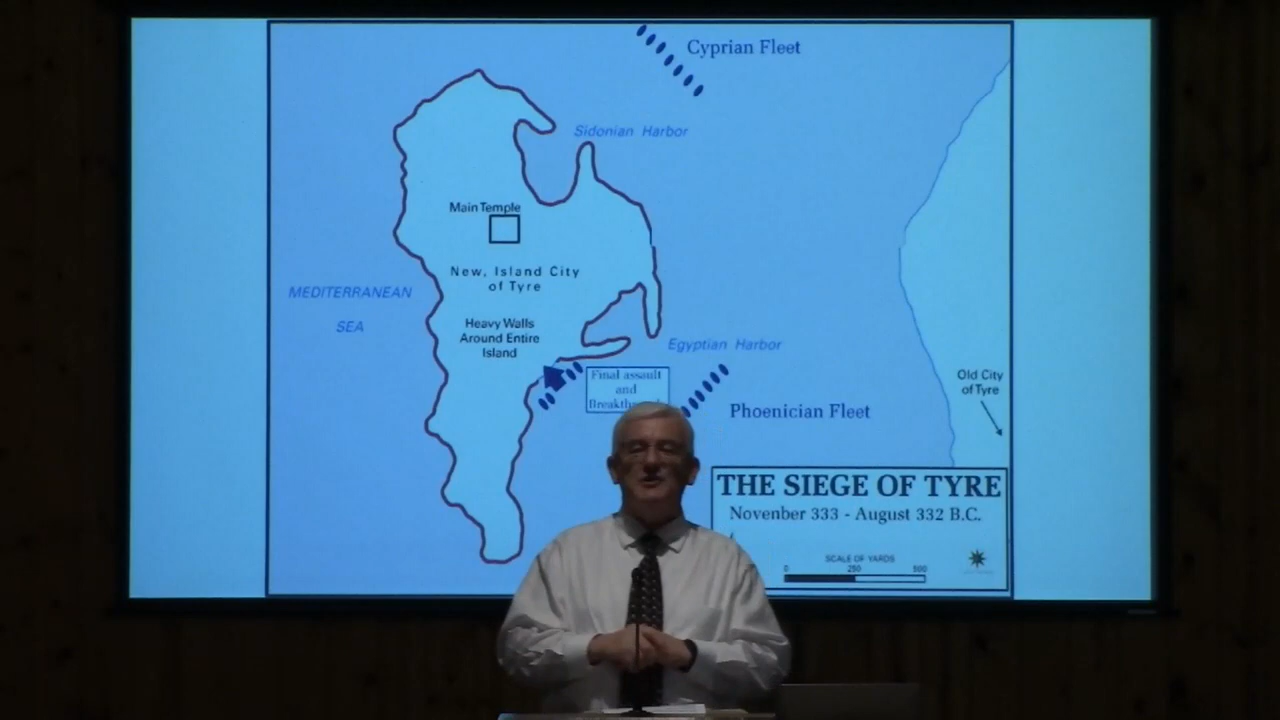 Cyprian Fleet
Sidonian Harbor
Main Temple
New, Island City
of Tyre
MEDITERRANEAN
SEA
Heavy Walls
Around Entire
Island
Egyptian Harbor
Final assault
and
Phoenician Fleet
Old City
of Tyre
THE SIEGE OF TYRE
Novenber 333 - August 332 B.C.
SCALE OF YARDS
0 250 500